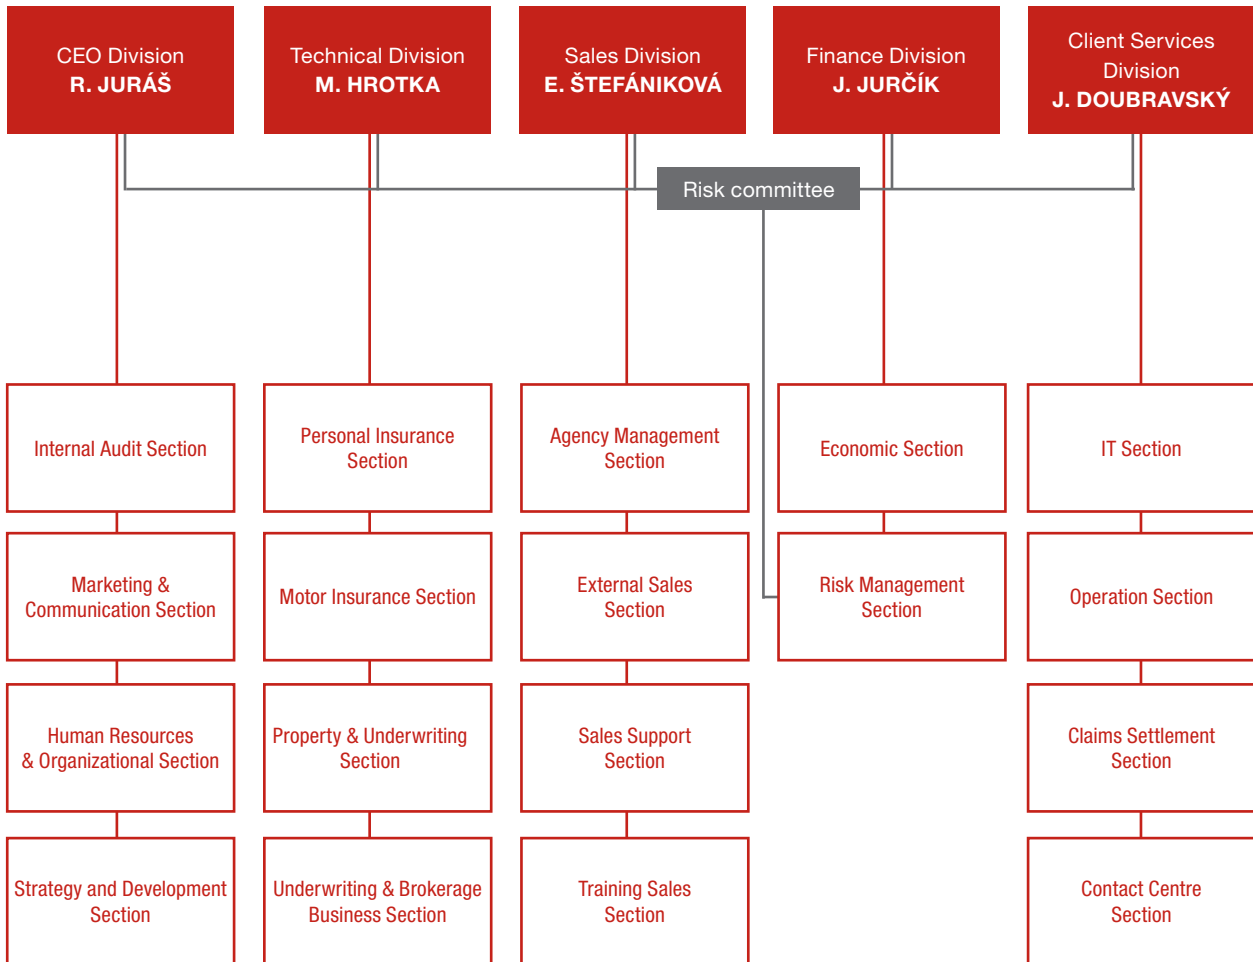 CEO Division
R. JURÁŠ
Technical Division
M. HROTKA
Sales Division
E. ŠTEFÁNIKOVÁ
Finance Division
J. JURČÍK
Client Services
Division
J. DOUBRAVSKÝ
Risk committee
Internal Audit Section
Personal Insurance
Section
Agency Management
Section
Economic Section
IT Section
Marketing &
Communication Section
Motor Insurance Section
External Sales
Section
Risk Management
Section
Operation Section
Human Resources
& Organizational Section
Property & Underwriting
Section
Sales Support
Section
Claims Settlement
Section
Strategy and Development
Section
Underwriting & Brokerage
Business Section
Training Sales
Section
Contact Centre
Section